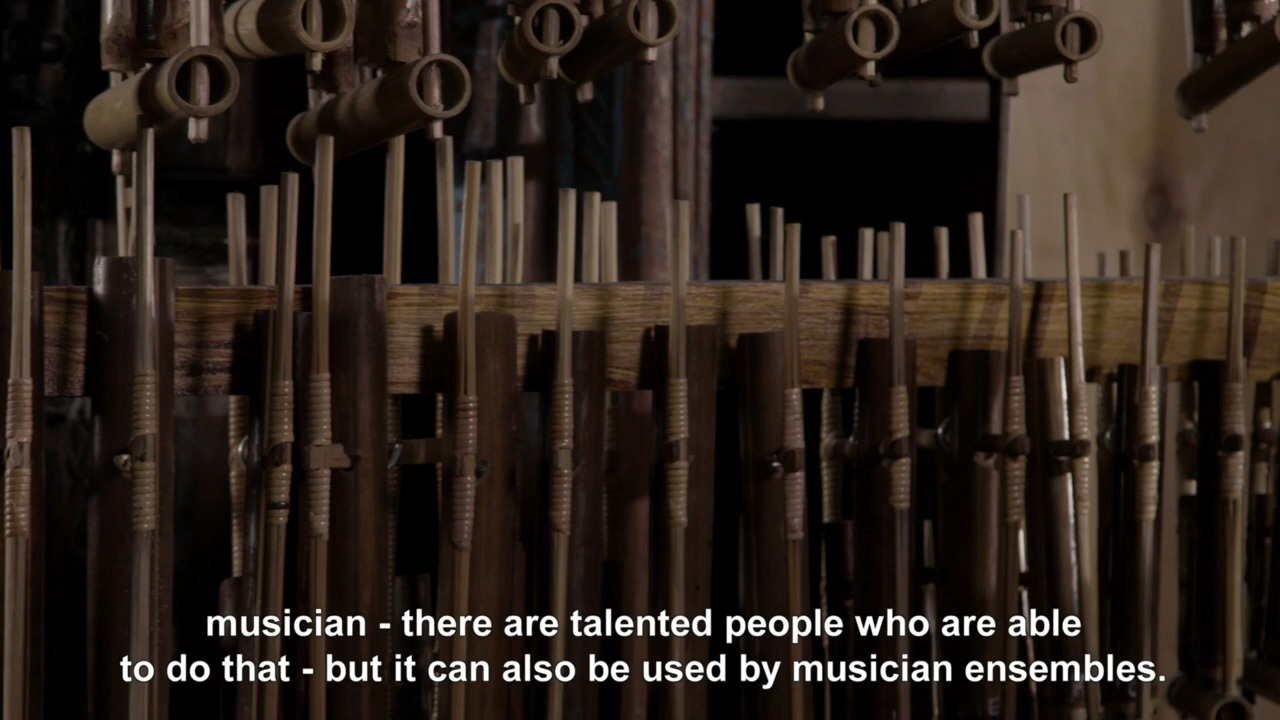 musician - there are talented people who are able
to do that - but it can also be used by musician ensembles.